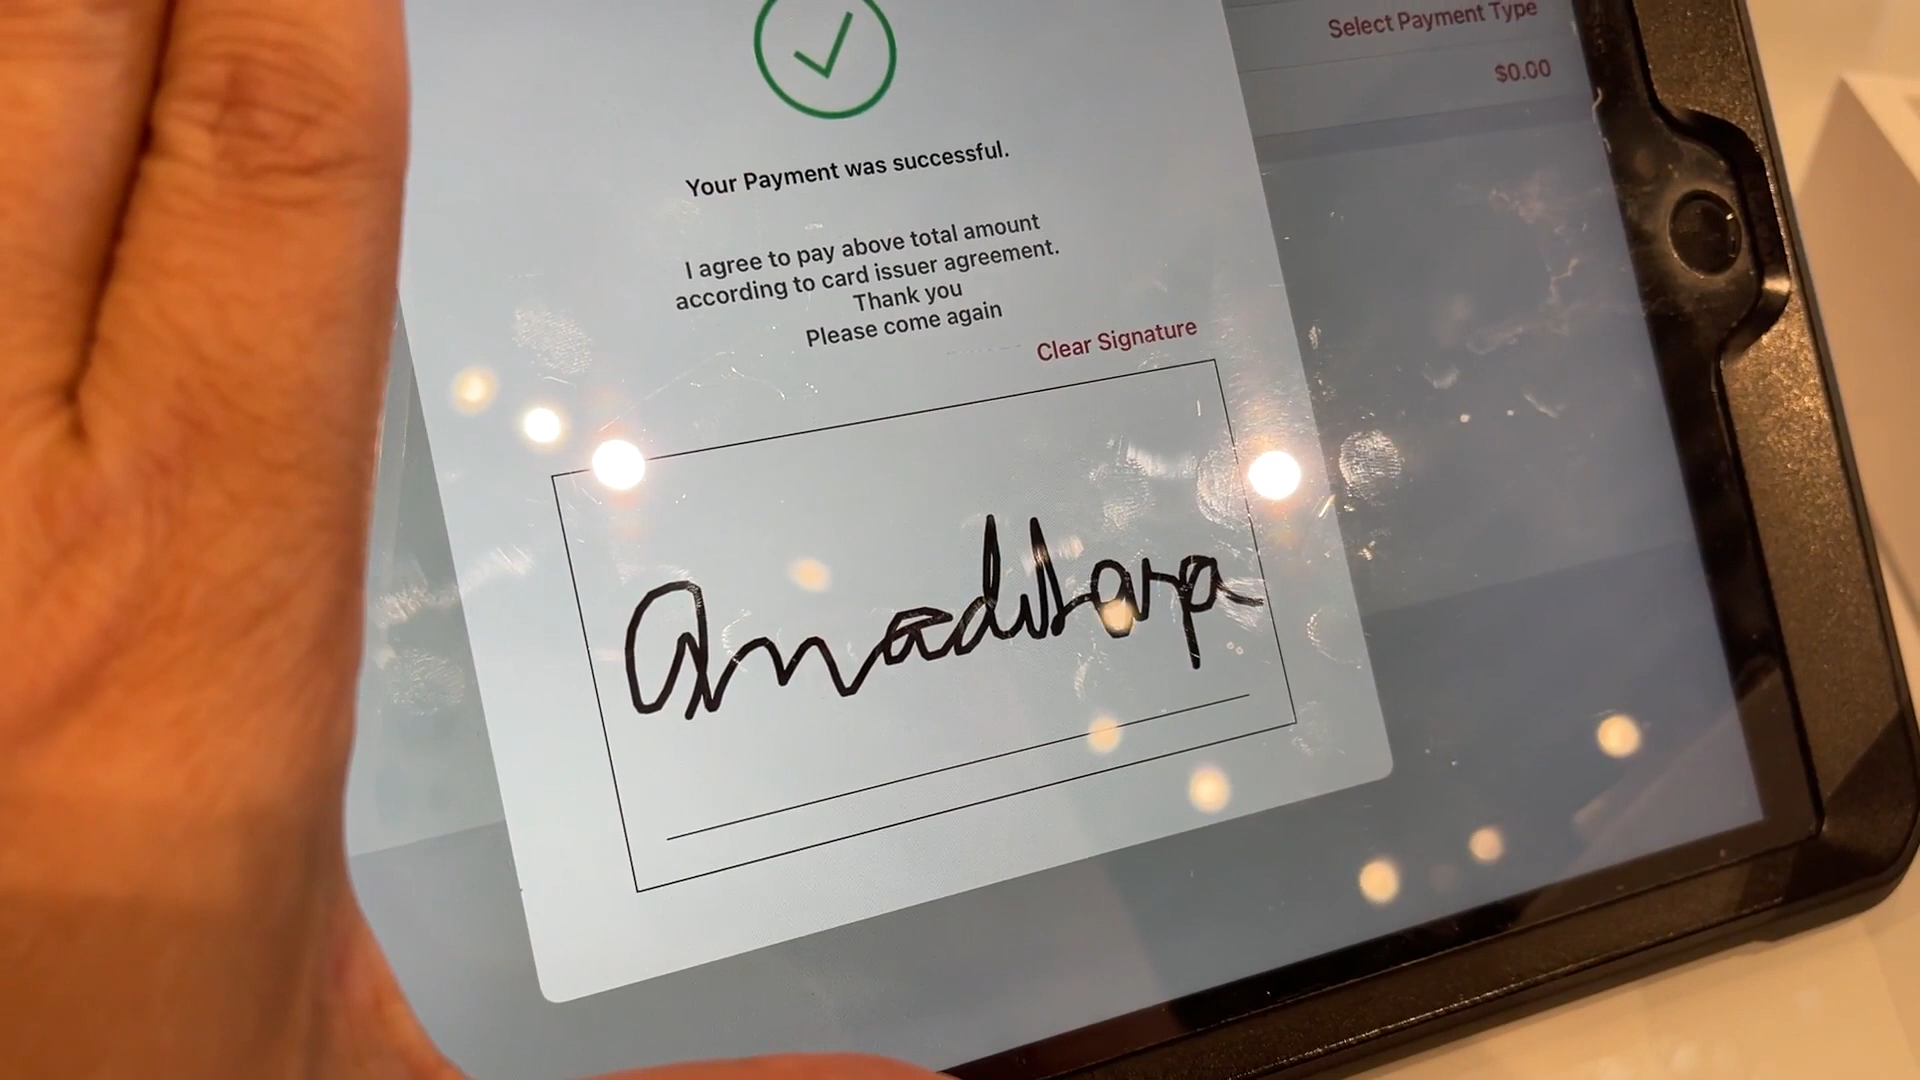 Select Payment Type
$0.00
Your Payment was successful.
I agree to pay above total amount
according to card issuer agreement.
Thank you
Please come again
Clear Signature